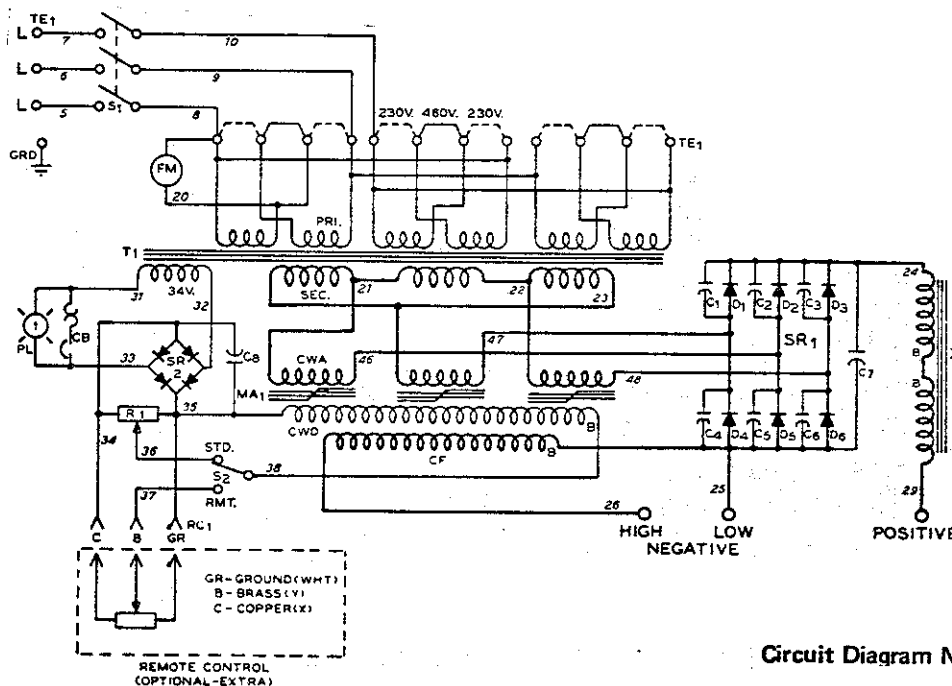 TE1
L 7 10
L 6 9
L 5 S1 8
GRD
230V. 460V. 230V.
TE1
FM
20
PRI.
T1
31 34V. 32
SEC. 21 22 23
24
C1 D1 C2 D2 C3 D3
PL 1 CB 33 SR 2 C8
CWA 46 47 48
SR1
C7
B
B
MA1
R1 35
34
CWD B
CF B
C4 D4 C5 D5 C6 D6
36 STD.
S2 38
37 RMT.
26 25 29
HIGH LOW POSITIVE
NEGATIVE
C B GR RC1
GR-GROUND(WHT)
B-BRASS(Y)
C-COPPER(X)
REMOTE CONTROL
(OPTIONAL-EXTRA)
Circuit Diagram N